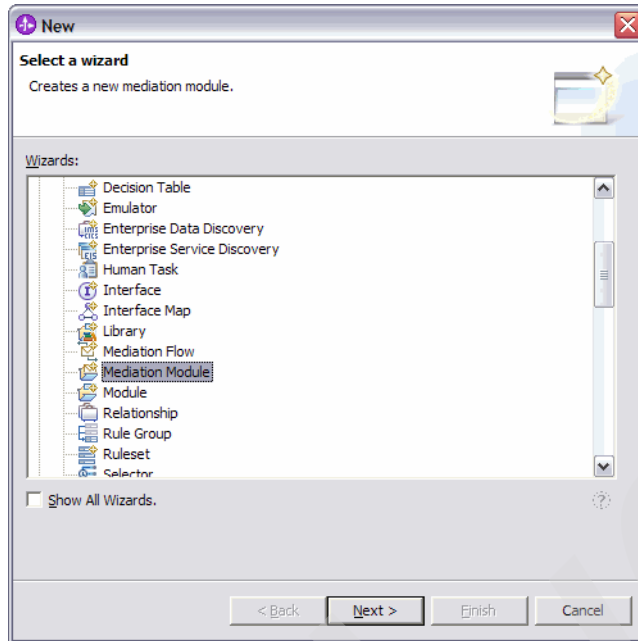 New
Select a wizard
Creates a new mediation module.
Wizards:
Decision Table
Emulator
Enterprise Data Discovery
Enterprise Service Discovery
Human Task
Interface
Interface Map
Library
Mediation Flow
Mediation Module
Module
Relationship
Rule Group
Ruleset
Selector
Show All Wizards.
< Back Next > Finish Cancel